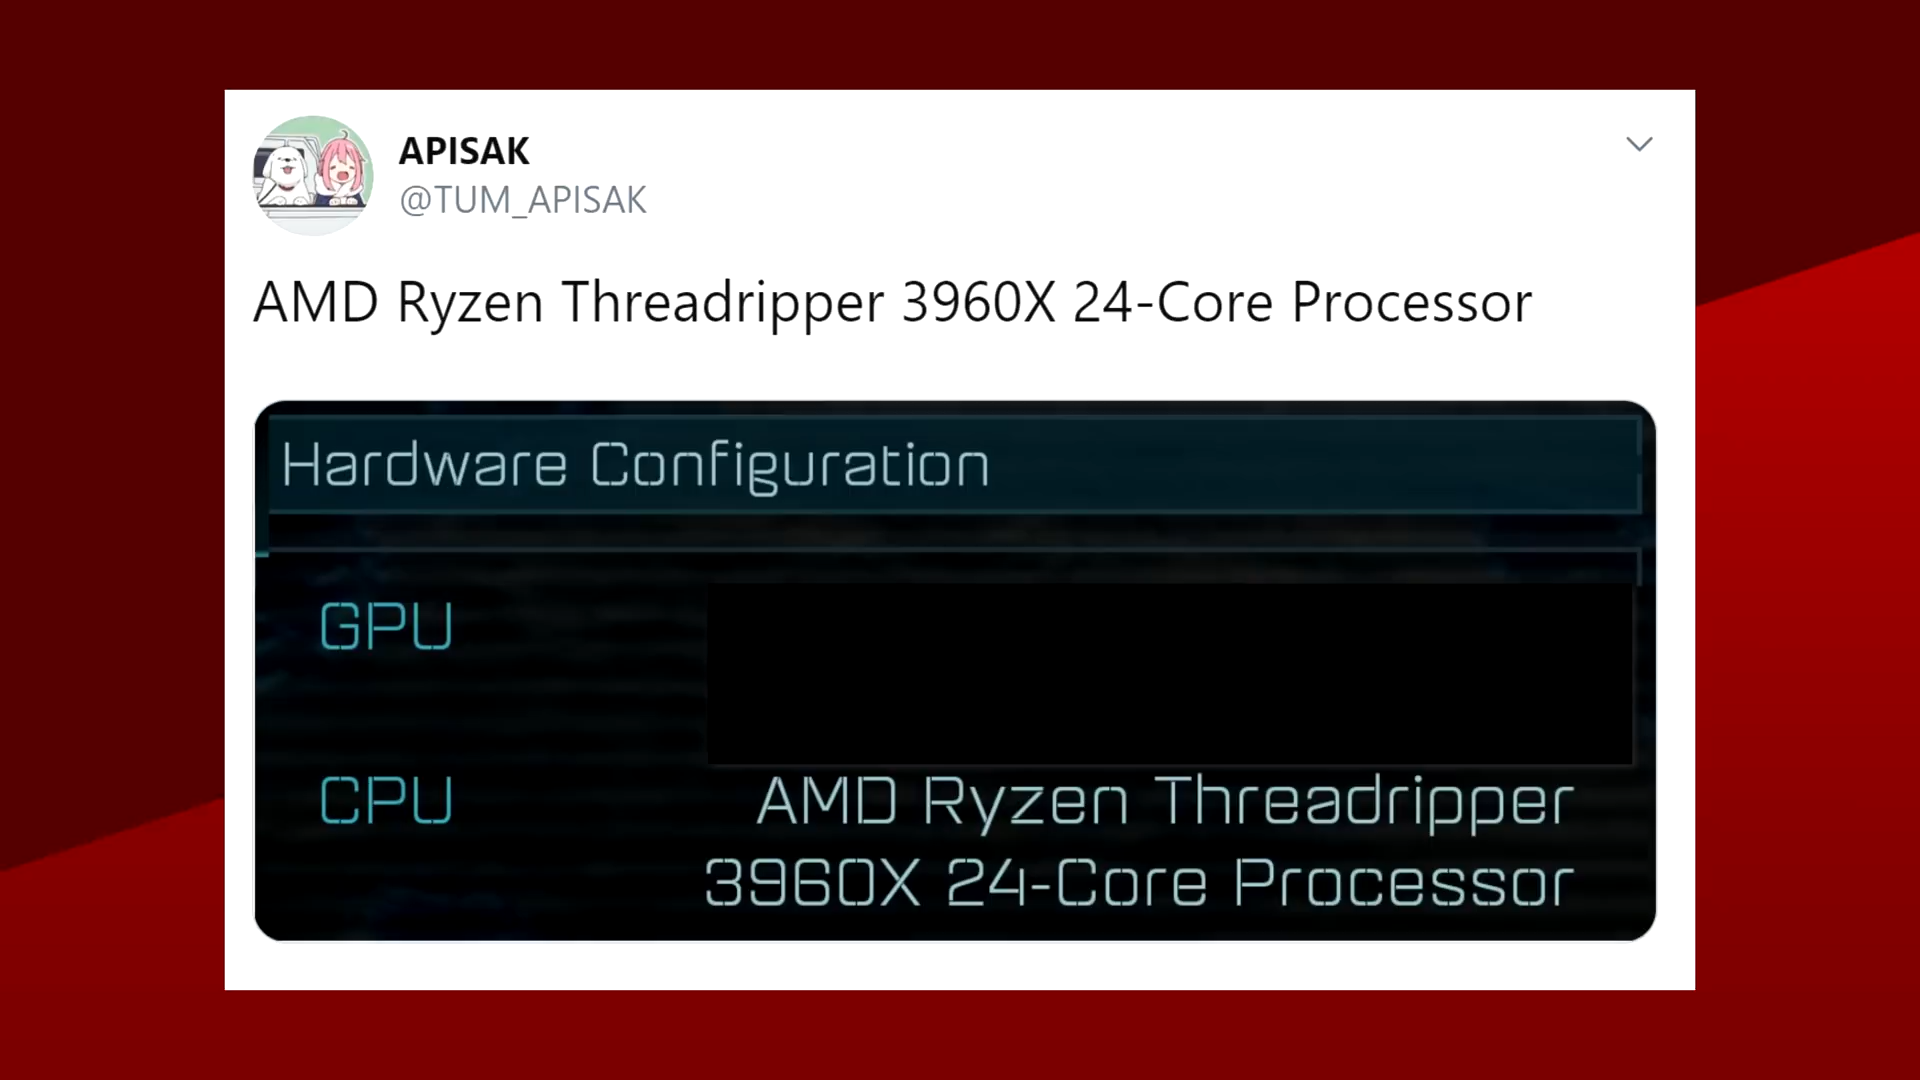 APISAK
@TUM_APISAK
AMD Ryzen Threadripper 3960X 24-Core Processor
Hardware Configuration
GPU
CPU AMD Ryzen Threadripper
3960X 24-Core Processor